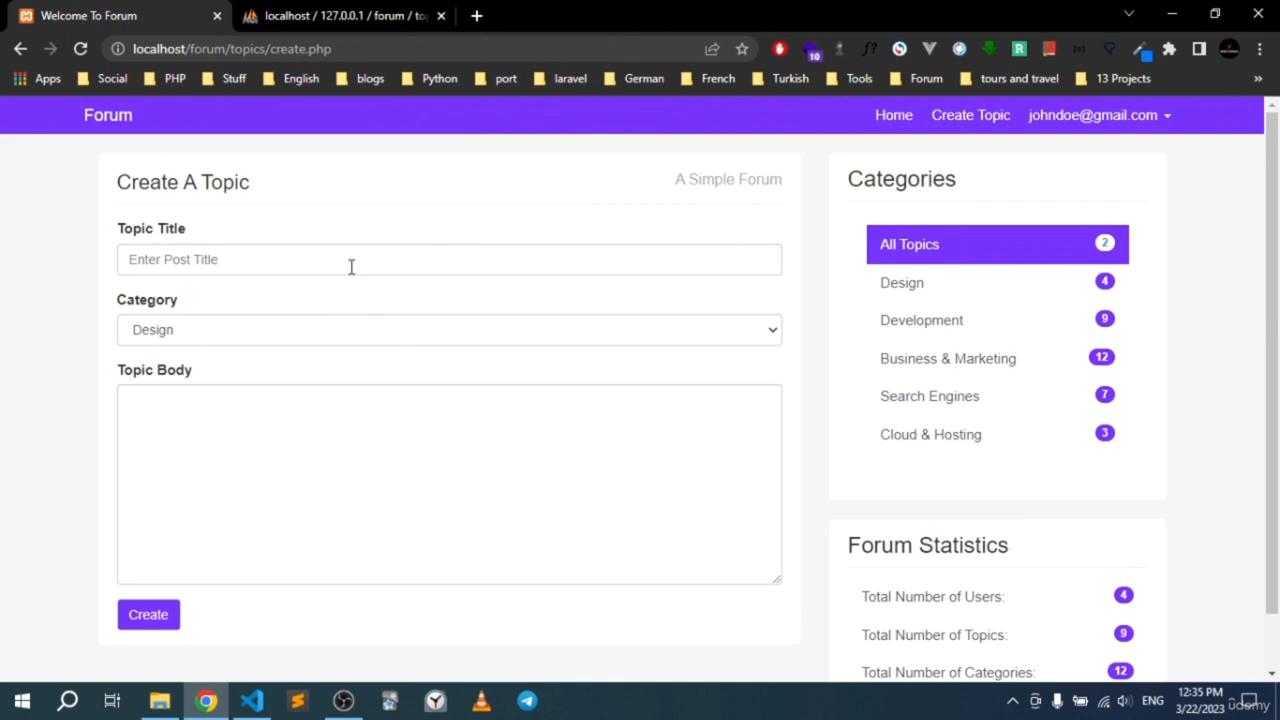 Welcome To Forum
localhost / 127.0.0.1 / forum / to
localhost/forum/topics/create.php
10
f?
R
Apps Social PHP Stuff English blogs Python port laravel German French Turkish Tools Forum tours and travel 13 Projects »
Forum
Home Create Topic johndoe@gmail.com
Create A Topic
A Simple Forum
Topic Title
Enter Post Title
Category
Design
Topic Body
Create
Categories
All Topics 2
Design 4
Development 9
Business & Marketing 12
Search Engines 7
Cloud & Hosting 3
Forum Statistics
Total Number of Users: 4
Total Number of Topics: 9
Total Number of Categories: 12
ENG
12:35 PM
3/22/2023
ûdemy